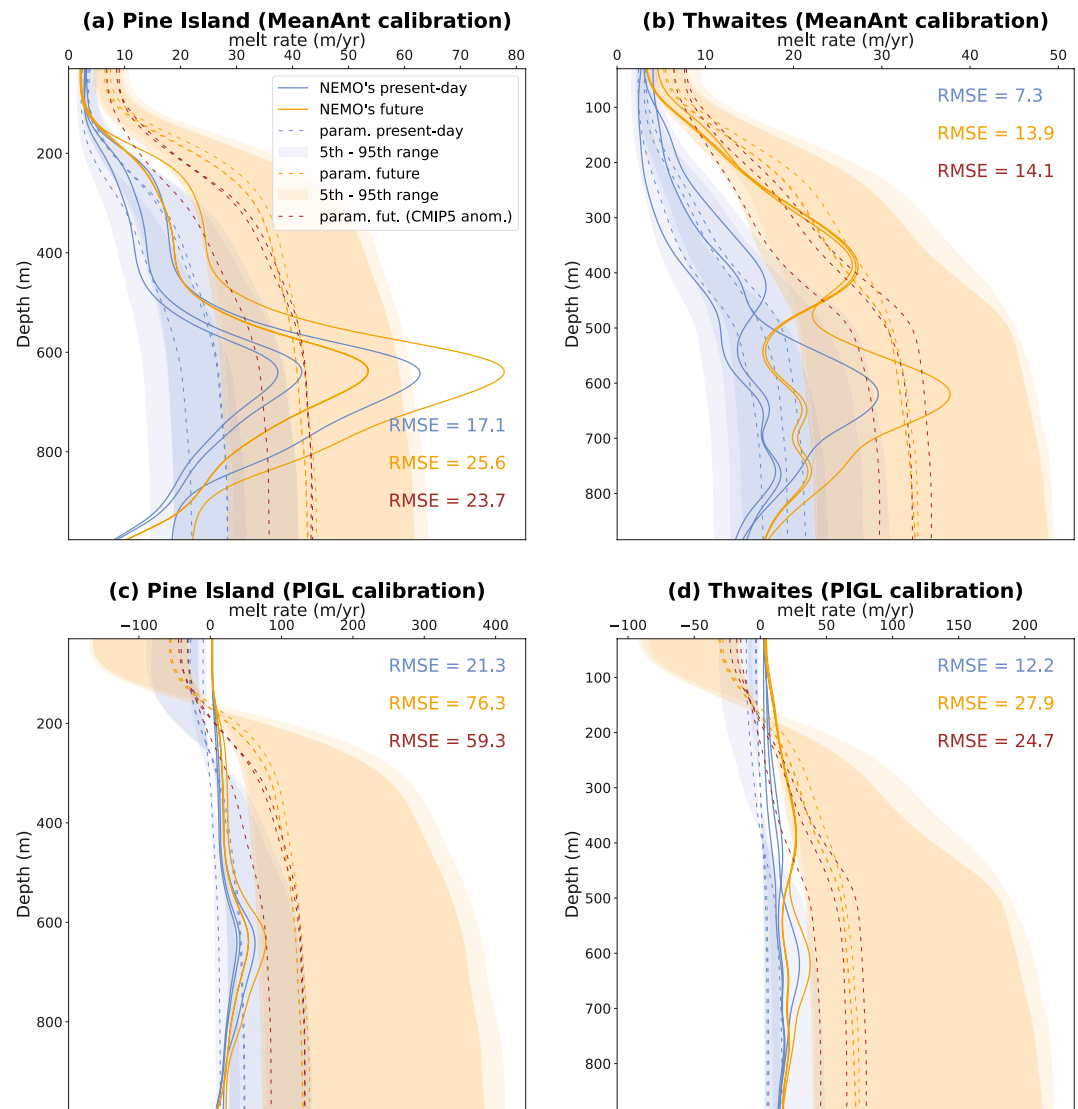 (a) Pine Island (MeanAnt calibration)
melt rate (m/yr)
0 10 20 30 40 50 60 70 80
NEMO's present-day
NEMO's future
param. present-day
5th - 95th range
param. future
5th - 95th range
param. fut. (CMIP5 anom.)
200
400
600
800
Depth (m)
RMSE = 17.1
RMSE = 25.6
RMSE = 23.7
(b) Thwaites (MeanAnt calibration)
melt rate (m/yr)
0 10 20 30 40 50
100
200
300
400
500
600
700
800
Depth (m)
RMSE = 7.3
RMSE = 13.9
RMSE = 14.1
(c) Pine Island (PIGL calibration)
melt rate (m/yr)
−100 0 100 200 300 400
200
400
600
800
Depth (m)
RMSE = 21.3
RMSE = 76.3
RMSE = 59.3
(d) Thwaites (PIGL calibration)
melt rate (m/yr)
−100 −50 0 50 100 150 200
100
200
300
400
500
600
700
800
Depth (m)
RMSE = 12.2
RMSE = 27.9
RMSE = 24.7